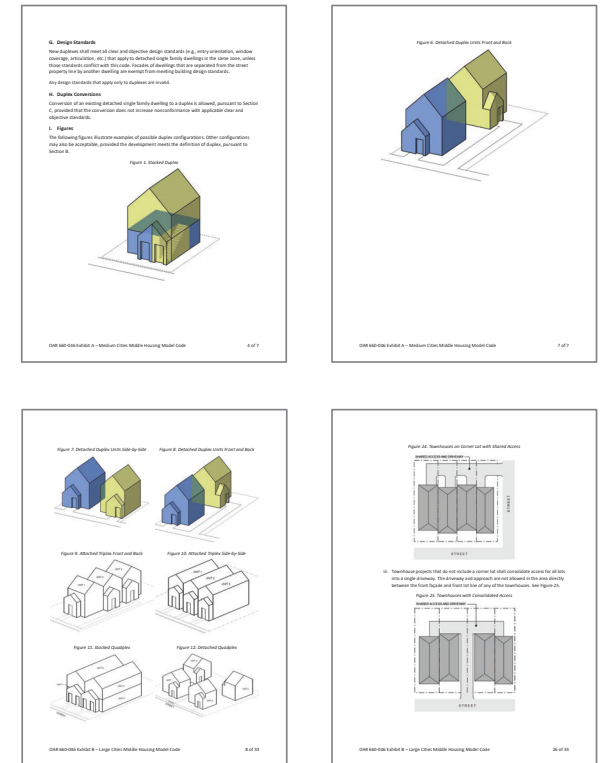 G. Design Standards
New duplexes shall meet all clear and objective design standards (e.g., entry orientation, window
coverage, articulation, etc.) that apply to detached single family dwellings in the same zone, unless
those standards conflict with this code. Facades of dwellings that are separated from the street
property line by another dwelling are exempt from meeting building design standards.
Any design standards that apply only to duplexes are invalid.
H. Duplex Conversions
Conversion of an existing detached single family dwelling to a duplex is allowed, pursuant to Section
C, provided that the conversion does not increase nonconformance with applicable clear and
objective standards.
I. Figures
The following figures illustrate examples of possible duplex configurations. Other configurations
may also be acceptable, provided the development meets the definition of duplex, pursuant to
Section B.
Figure 1. Stacked Duplex
OAR 660-046 Exhibit A – Medium Cities Middle Housing Model Code 4 of 7
Figure 6. Detached Duplex Units Front and Back
OAR 660-046 Exhibit A – Medium Cities Middle Housing Model Code 7 of 7
Figure 7. Detached Duplex Units Side-by-Side Figure 8. Detached Duplex Units Front and Back
Figure 9. Attached Triplex Front and Back Figure 10. Attached Triplex Side-by-Side
Figure 11. Stacked Quadplex Figure 12. Detached Quadplex
OAR 660-046 Exhibit B – Large Cities Middle Housing Model Code 8 of 33
Figure 24. Townhouses on Corner Lot with Shared Access
SHARED ACCESS AND DRIVEWAY
STREET
STREET
iii. Townhouse projects that do not include a corner lot shall consolidate access for all lots
into a single driveway. The driveway and approach are not allowed in the area directly
between the front façade and front lot line of any of the townhouses. See Figure 25.
Figure 25. Townhouses with Consolidated Access
SHARED ACCESS AND DRIVEWAY
STREET
OAR 660-046 Exhibit B – Large Cities Middle Housing Model Code 26 of 33